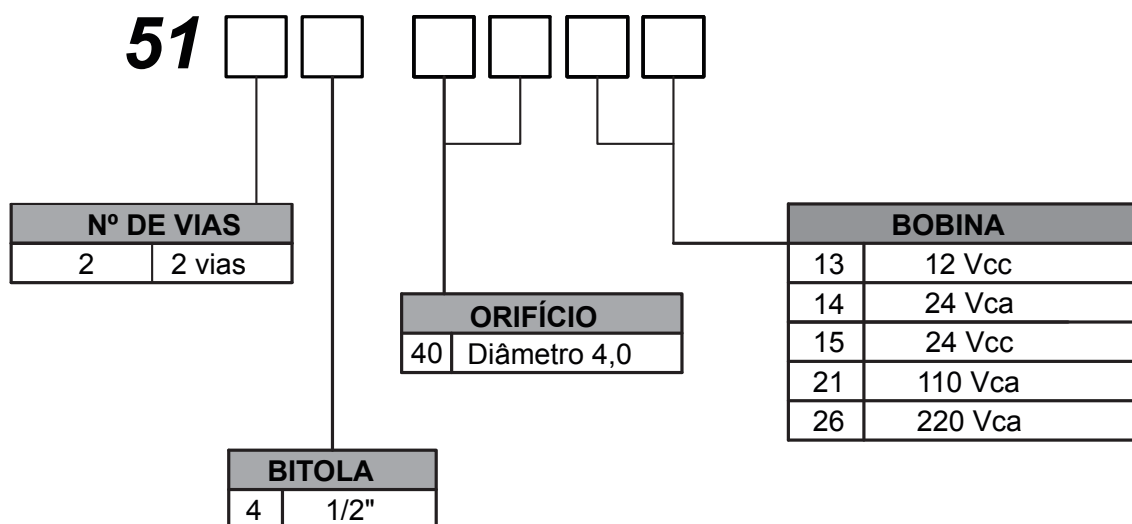 51
Nº DE VIAS
2 2 vias
ORIFÍCIO
40 Diâmetro 4,0
BOBINA
13 12 Vcc
14 24 Vca
15 24 Vcc
21 110 Vca
26 220 Vca
BITOLA
4 1/2"